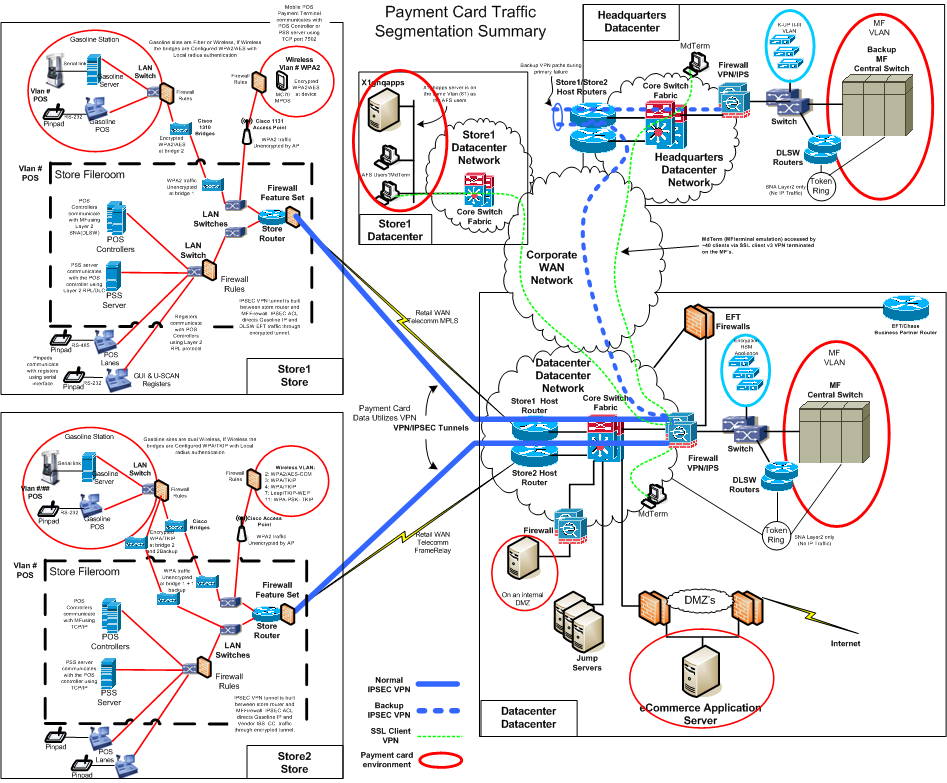 Payment Card Traffic
Segmentation Summary
Mobile POS
Payment Terminal
communicates with
POS Controller or
PSS server using
TCP port 7502
Gasoline Station
Gasoline sites are Fiber or Wireless, If Wireless
the bridges are Configured WPA2/AES with
Local radius authentication
Serial link
Gasoline
Server
LAN
Switch
Firewall
Rules
Vlan #
POS
RS-232
Pinpad
Gasoline
POS
Firewall
Rules
Wireless
Vlan # WPA2
MC70
MPOS
Encrypted
WPA2/AES
at device
Cisco
1310
Bridges
Encrypted
WPA2/AES
at bridge 2
Cisco 1131
Access Point
WPA2 Traffic
Unencrypted by AP
Vlan #
POS
Store Fileroom
WPA2 traffic
Unencrypted
at bridge 1
Firewall
Feature Set
POS
Controllers
communicate
with MFusing
Layer 2
SNA(DLSW)
POS
Controllers
LAN
Switches
Store
Router
LAN
Switch
PSS server
communicates
with the POS
controller using
Layer 2 RPL/DLC
PSS
Server
Firewall
Rules
IPSEC VPN tunnel is built
between store router and
MFFirewall. IPSEC ACL
directs Gasoline IP and
DLSW EFT traffic through
encrypted tunnel.
Registers
communicate
with POS
Controllers
using Layer 2
RPL protocol
Pinpad
RS-485
POS
Lanes
Pinpads
communicate
with registers
using serial
interface
Pinpad
RS-232
GUI & U-SCAN
Registers
Store1
Store
X1hqapps
X1hqapps server is on
the same Vlan (61) as
the AFS users
AFS Users/MdTerm
Store1
Datacenter
Network
Core Switch
Fabric
Store1
Datacenter
Headquarters
Datacenter
Backup VPN paths during
primary failure
Store1/Store2
Host Routers
MdTerm
Core Switch
Fabric
Firewall
VPN/IPS
Headquarters
Datacenter
Network
K-UP II-III
VLAN
Switch
MF
VLAN
Backup
MF
Central Switch
DLSW
Routers
Token
Ring
SNA Layer2 only
(No IP Traffic)
Corporate
WAN
Network
MdTerm (MFterminal emulation) accessed by
~40 clients via SSL client v3 VPN terminated
on the MF's.
Retail WAN
Telecomm MPLS
Payment Card
Data Utilizes VPN
VPN/IPSEC Tunnels
Retail WAN
Telecomm
FrameRelay
EFT
Firewalls
EFT/Chase
Business Partner Router
Datacenter
Datacenter
Network
Store1 Host
Router
Core Switch
Fabric
Store2 Host
Router
Firewall
VPN/IPS
Encryption
HSM
Appliance
Switch
MF
VLAN
MF
Central Switch
DLSW
Routers
Token
Ring
SNA Layer2 only
(No IP Traffic)
MdTerm
Firewall
On an internal
DMZ
Jump
Servers
DMZ's
Internet
eCommerce Application
Server
Datacenter
Datacenter
Gasoline Station
Gasoline sites are dual Wireless, If Wireless the
bridges are Configured WPA/TKIP with Local
radius authentication
Serial link
Gasoline
Server
LAN
Switch
Firewall
Rules
Vlan #/##
POS
RS-232
Pinpad
Gasoline
POS
Firewall
Rules
Wireless VLAN:
2: WPA2/AES-CCM
3: WPA/TKIP
4: WPA/TKIP
7: Leap/TKIP-WEP
11: WPA-PSK- TKIP
Cisco
Bridges
Encrypted
WPA/TKIP
at bridge 2
and 2Backup
Cisco Access
Point
WPA2 Traffic
Unencrypted by AP
Vlan #
POS
Store Fileroom
WPA traffic
Unencrypted
at bridge 1 + 1
backup
Firewall
Feature Set
POS
Controllers
communicate
with MFusing
TCP/IP
POS
Controllers
LAN
Switches
Store
Router
PSS server
communicates
with the POS
controller using
TCP/IP
PSS
Server
Firewall
Rules
IPSEC VPN tunnel is built
between store router and
MFFirewall. IPSEC ACL
directs Gasoline IP and
Vendor ISS CC traffic
through encrypted tunnel.
Pinpad
POS
Lanes
Pinpad
Store2
Store
Normal
IPSEC VPN
Backup
IPSEC VPN
SSL Client
VPN
Payment card
environment